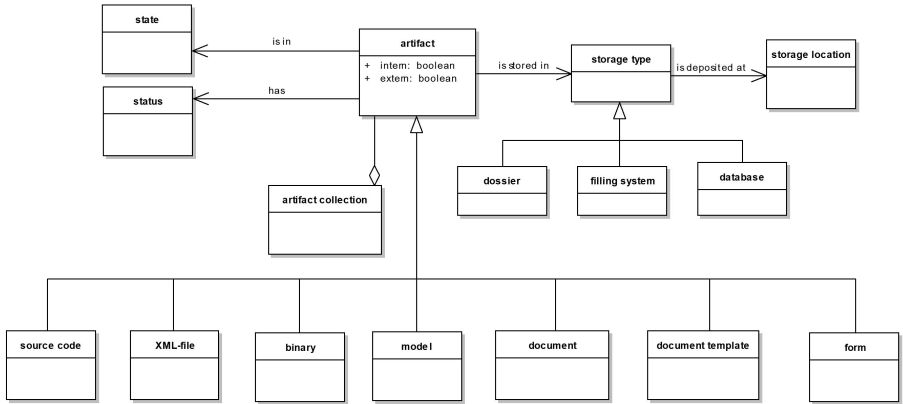 state
is in
artifact
+ intern: boolean
+ extern: boolean
is stored in
storage type
is deposited at
storage location
status
has
artifact collection
dossier
filling system
database
source code
XML-file
binary
model
document
document template
form